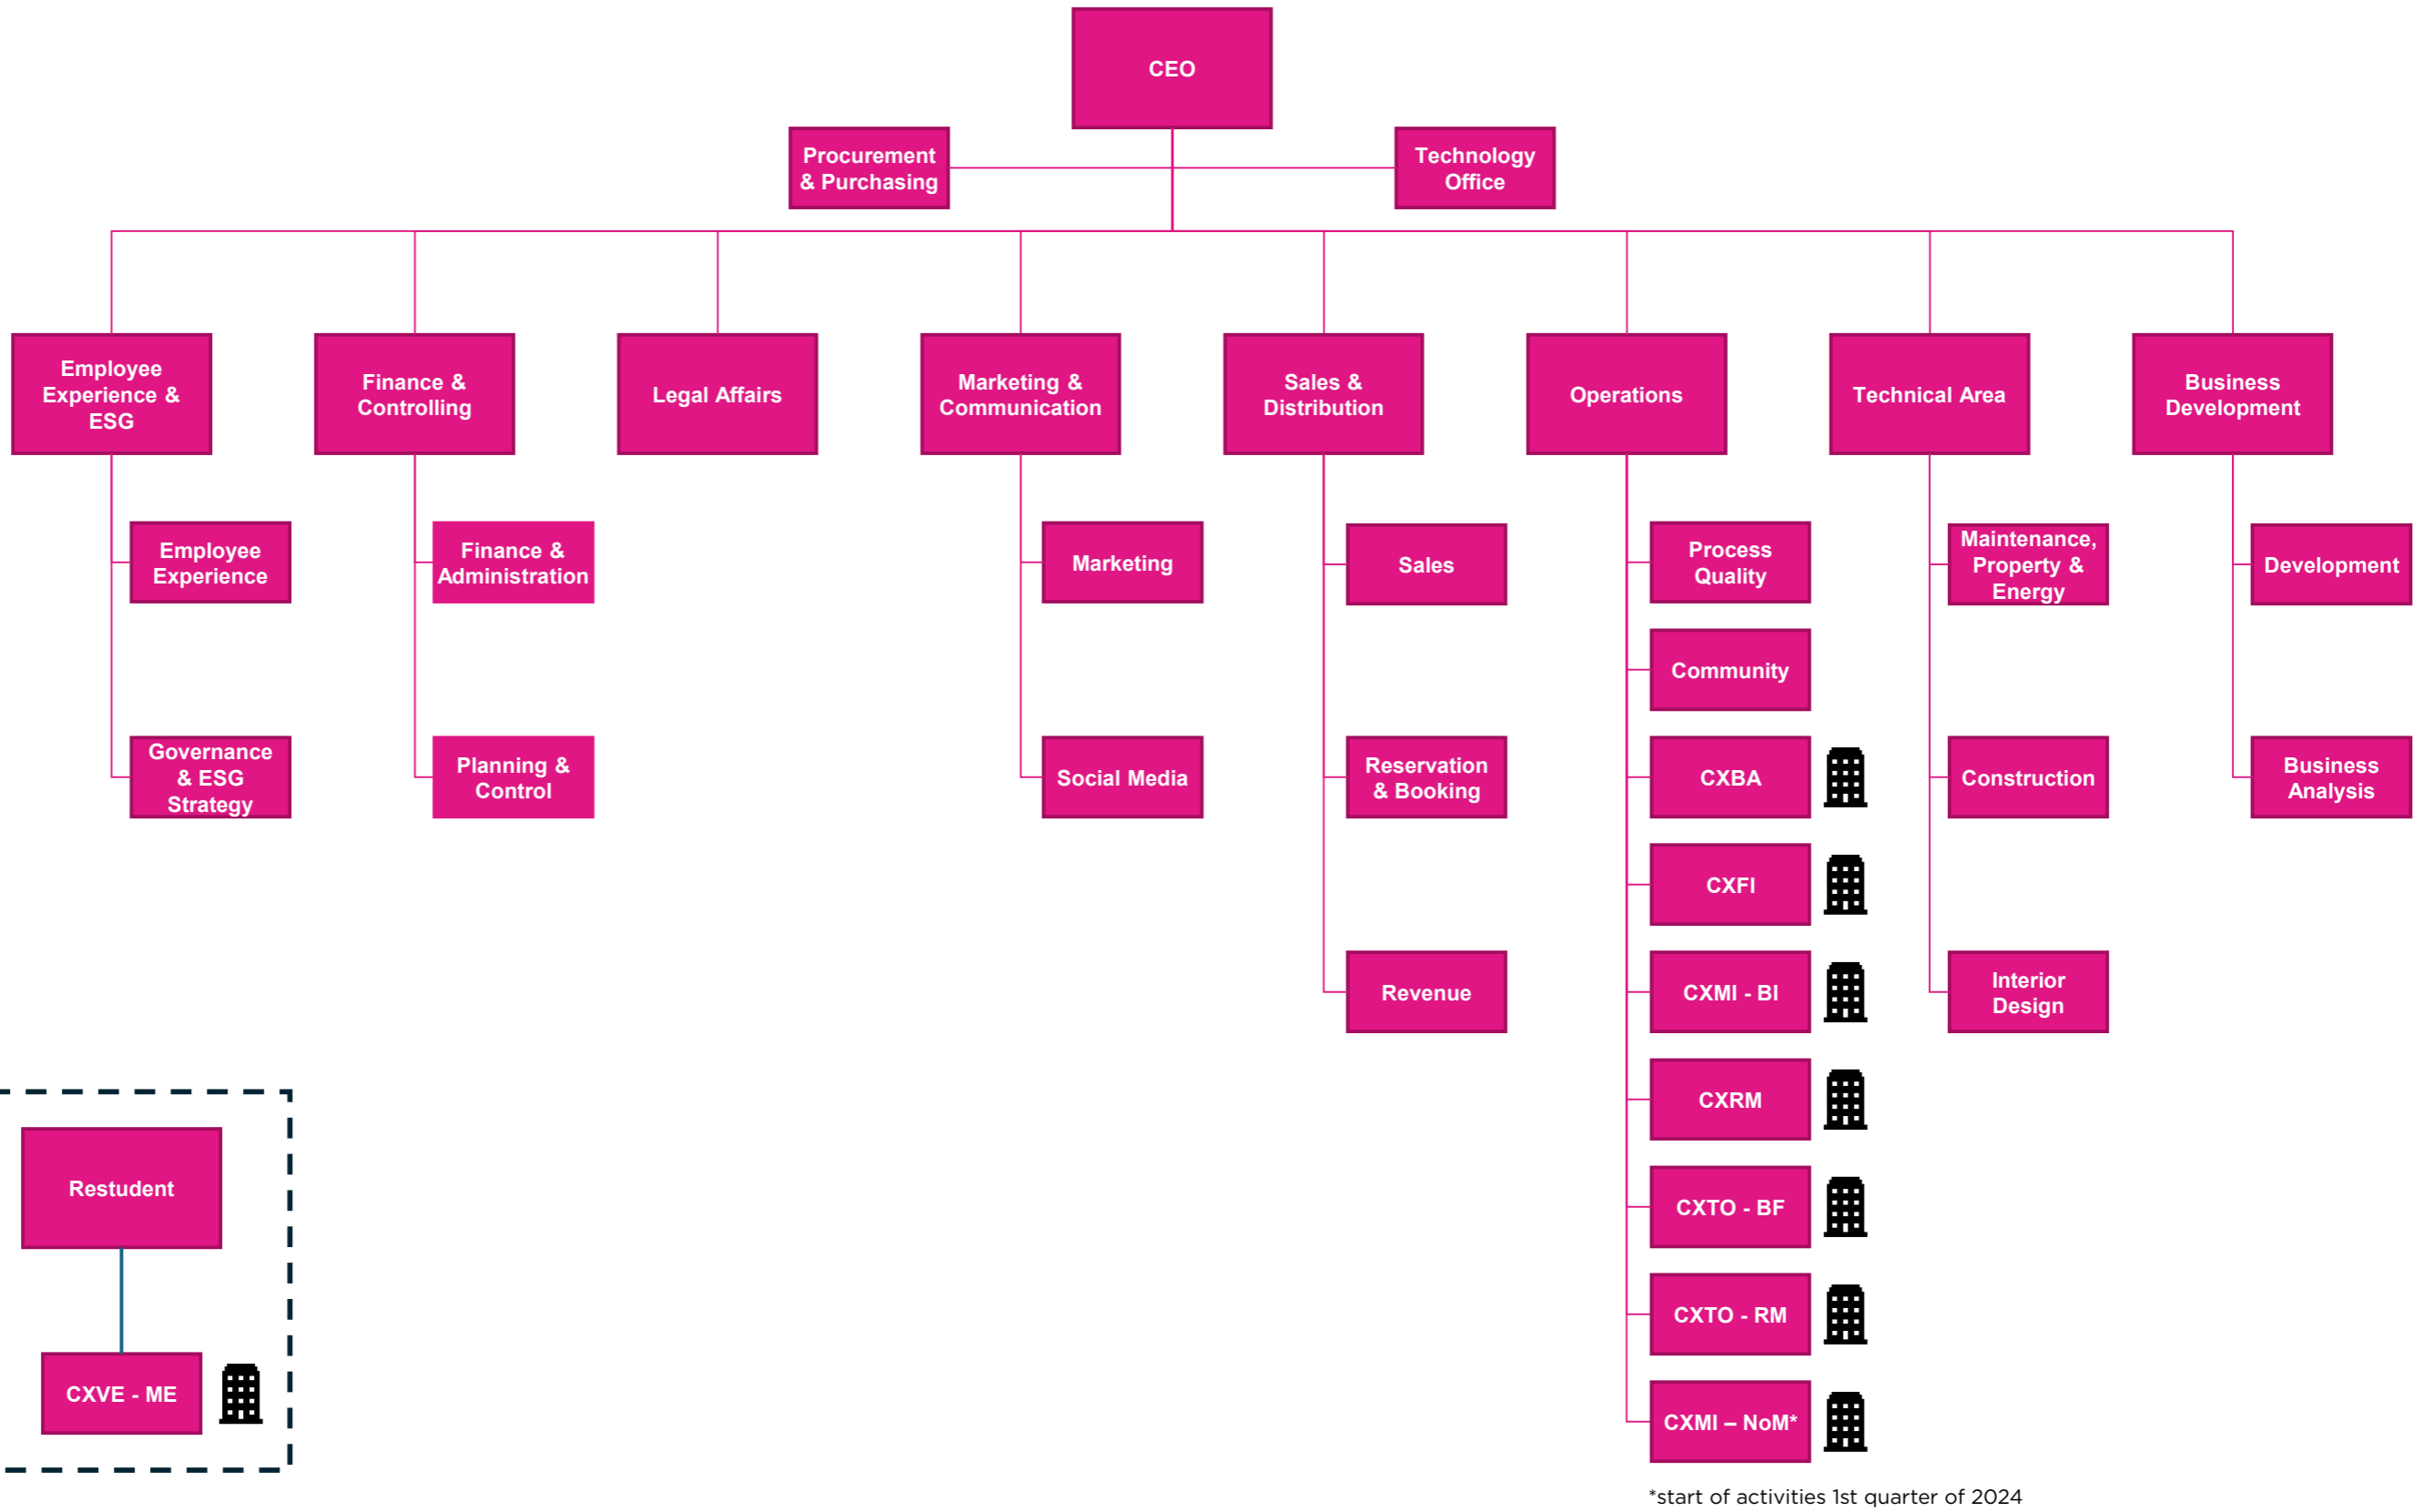 CEO
Procurement
& Purchasing
Technology
Office
Employee
Experience &
ESG
Finance &
Controlling
Legal Affairs
Marketing &
Communication
Sales &
Distribution
Operations
Technical Area
Business
Development
Employee
Experience
Governance
& ESG
Strategy
Finance &
Administration
Planning &
Control
Marketing
Social Media
Sales
Reservation
& Booking
Revenue
Process
Quality
Community
CXBA
CXFI
CXMI - BI
CXRM
CXTO - BF
CXTO - RM
CXMI – NoM*
Maintenance,
Property &
Energy
Construction
Interior
Design
Development
Business
Analysis
Restudent
CXVE - ME
*start of activities 1st quarter of 2024